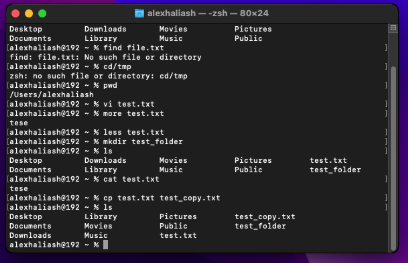 alexhaliash — -zsh — 80×24
Desktop Downloads Movies Pictures
Documents Library Music Public
[alexhaliash@192 ~ % find file.txt ]
find: file.txt: No such file or directory
[alexhaliash@192 ~ % cd/tmp ]
zsh: no such file or directory: cd/tmp
[alexhaliash@192 ~ % pwd ]
/Users/alexhaliash
[alexhaliash@192 ~ % vi test.txt ]
[alexhaliash@192 ~ % more test.txt ]
tese
[alexhaliash@192 ~ % less test.txt ]
[alexhaliash@192 ~ % mkdir test_folder ]
[alexhaliash@192 ~ % ls ]
Desktop Downloads Movies Pictures test.txt
Documents Library Music Public test_folder
[alexhaliash@192 ~ % cat test.txt ]
tese
[alexhaliash@192 ~ % cp test.txt test_copy.txt ]
[alexhaliash@192 ~ % ls ]
Desktop Library Pictures test_copy.txt
Documents Movies Public test_folder
Downloads Music test.txt
alexhaliash@192 ~ %